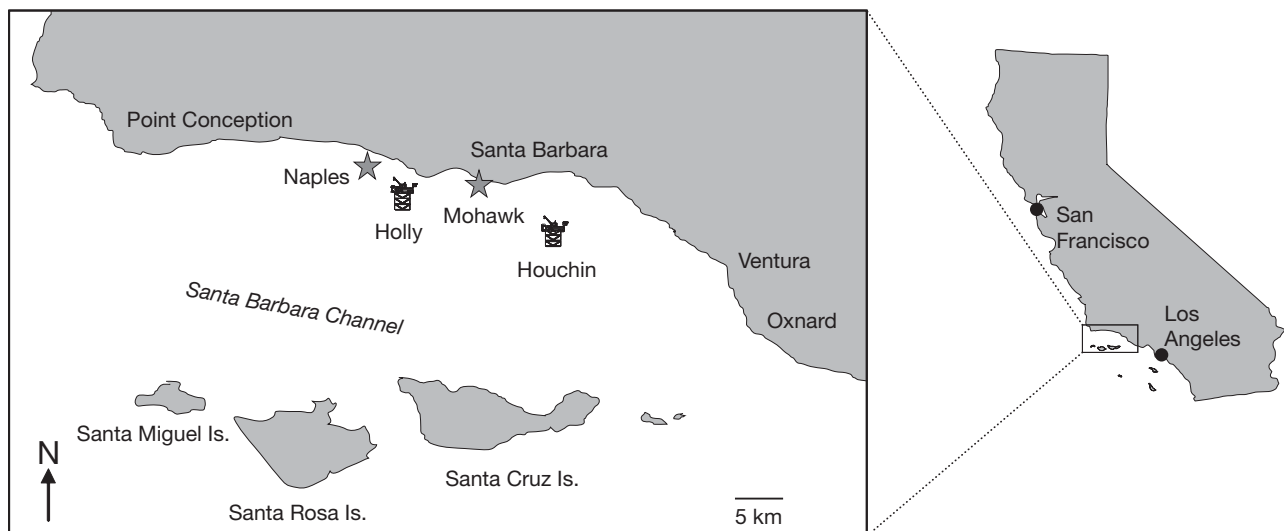 Point Conception
Santa Barbara
Naples
Mohawk
Holly
Houchin
Ventura
Santa Barbara Channel
Oxnard
Santa Miguel Is.
Santa Cruz Is.
Santa Rosa Is.
N
5 km
San
Francisco
Los
Angeles